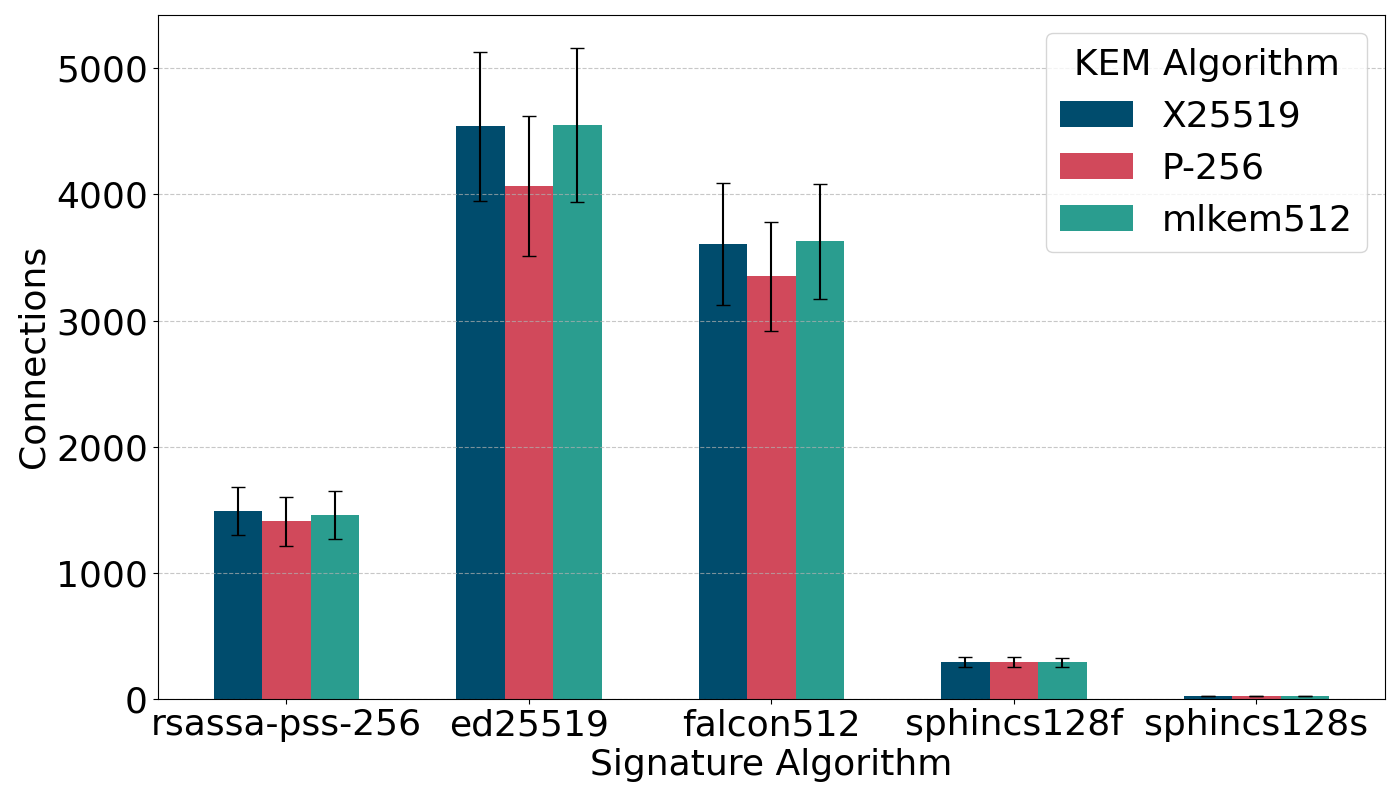 5000
4000
3000
2000
1000
0
Connections
KEM Algorithm
X25519
P-256
mlkem512
rsassa-pss-256 ed25519 falcon512 sphincs128f sphincs128s
Signature Algorithm